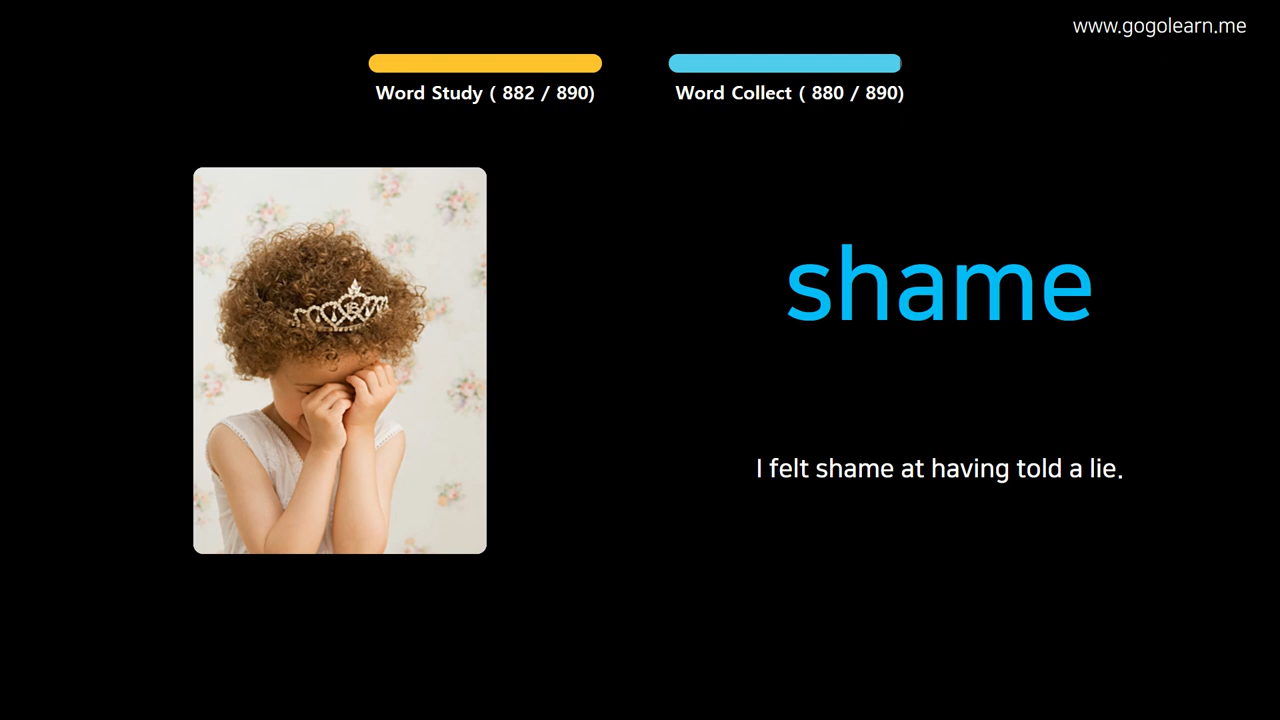 www.gogolearn.me
Word Study ( 882 / 890)
Word Collect ( 880 / 890)
shame
I felt shame at having told a lie.